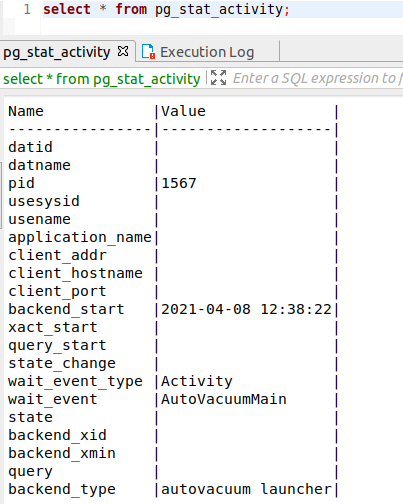 1 select * from pg_stat_activity;
pg_stat_activity Execution Log
select * from pg_stat_activity Enter a SQL expression to
Name            |Value              |
----------------|-------------------|
datid           |                   |
datname         |                   |
pid             |1567               |
usesysid        |                   |
usename         |                   |
application_name|                   |
client_addr     |                   |
client_hostname |                   |
client_port     |                   |
backend_start   |2021-04-08 12:38:22|
xact_start      |                   |
query_start     |                   |
state_change    |                   |
wait_event_type |Activity           |
wait_event      |AutoVacuumMain     |
state           |                   |
backend_xid     |                   |
backend_xmin    |                   |
query           |                   |
backend_type    |autovacuum launcher|